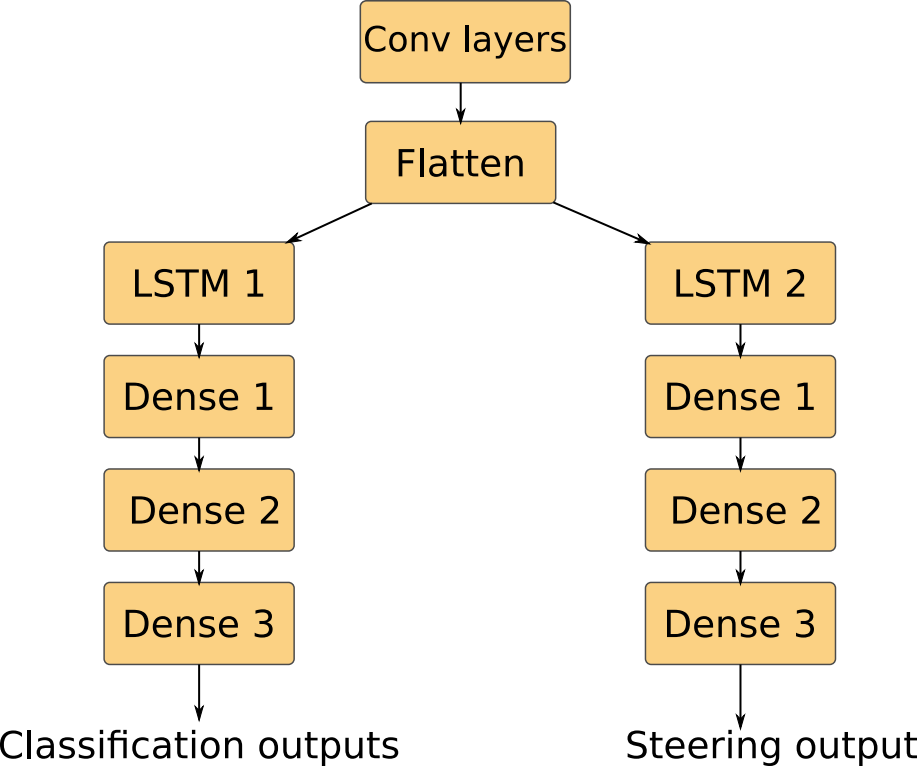 Conv layers
Flatten
LSTM 1
Dense 1
Dense 2
Dense 3
Classification outputs
LSTM 2
Dense 1
Dense 2
Dense 3
Steering output